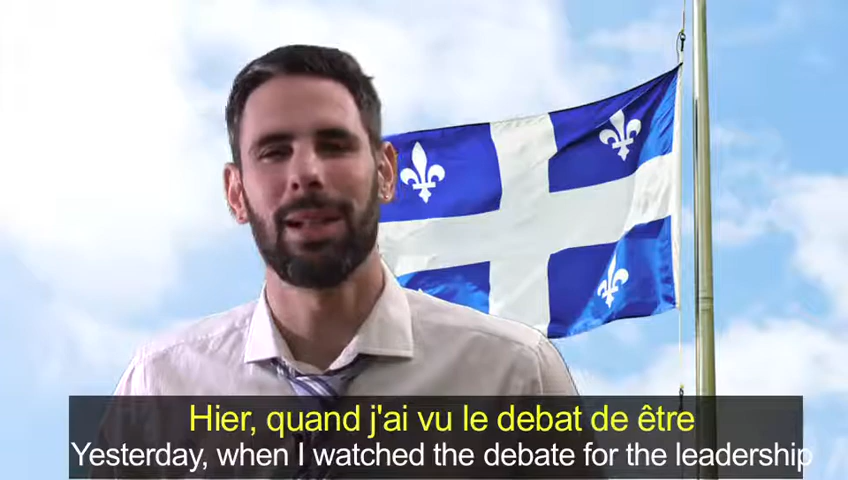 Hier, quand j'ai vu le debat de être
Yesterday, when I watched the debate for the leadership